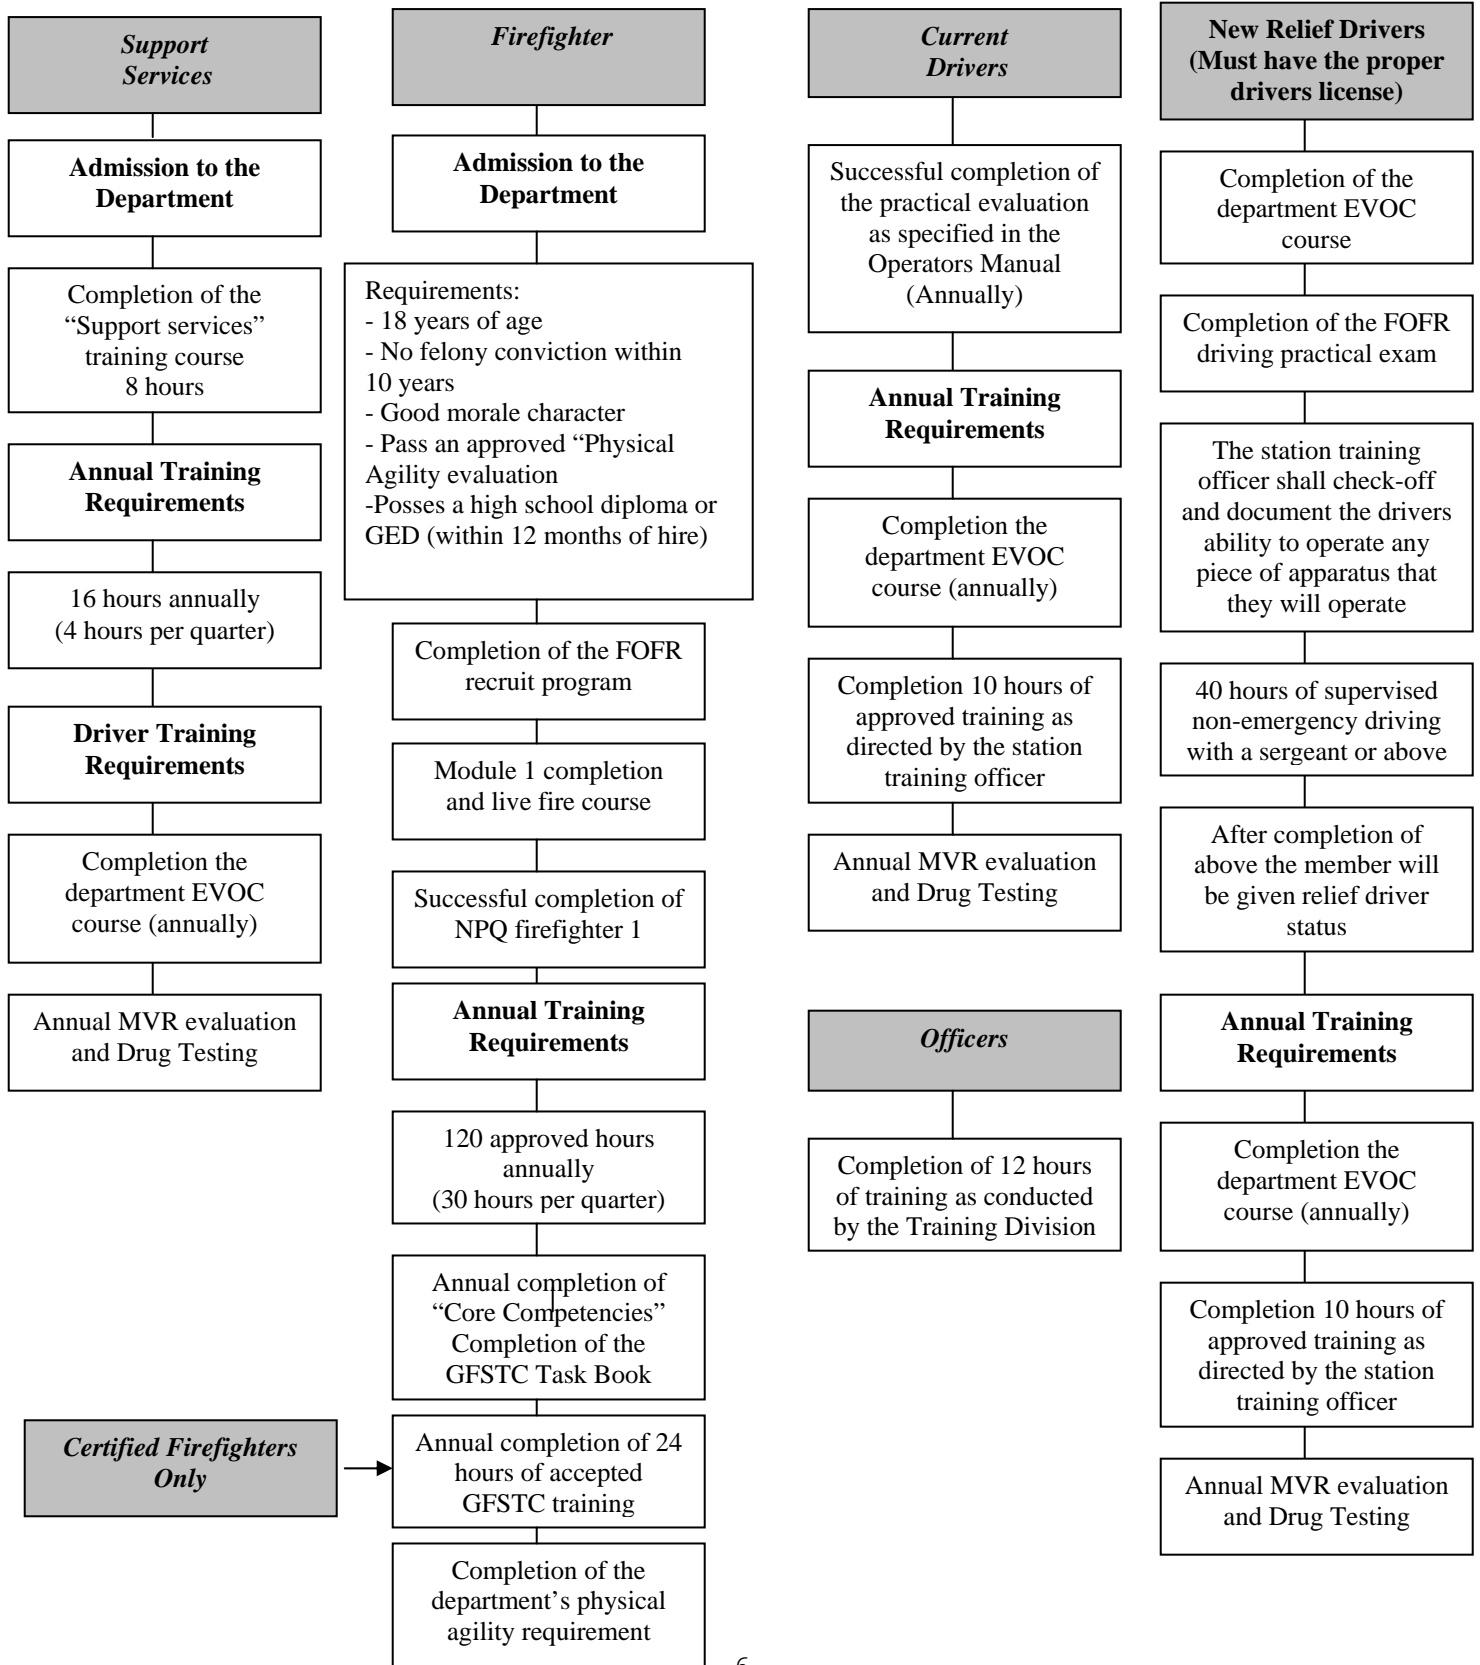 Support
Services
Admission to the
Department
Completion of the
“Support services”
training course
8 hours
Annual Training
Requirements
16 hours annually
(4 hours per quarter)
Driver Training
Requirements
Completion the
department EVOC
course (annually)
Annual MVR evaluation
and Drug Testing
Firefighter
Admission to the
Department
Requirements:
- 18 years of age
- No felony conviction within
10 years
- Good morale character
- Pass an approved “Physical
Agility evaluation
-Posses a high school diploma or
GED (within 12 months of hire)
Completion of the FOFR
recruit program
Module 1 completion
and live fire course
Successful completion of
NPQ firefighter 1
Annual Training
Requirements
120 approved hours
annually
(30 hours per quarter)
Annual completion of
“Core Competencies”
Completion of the
GFSTC Task Book
Certified Firefighters
Only
Annual completion of 24
hours of accepted
GFSTC training
Completion of the
department’s physical
agility requirement
Current
Drivers
Successful completion of
the practical evaluation
as specified in the
Operators Manual
(Annually)
Annual Training
Requirements
Completion the
department EVOC
course (annually)
Completion 10 hours of
approved training as
directed by the station
training officer
Annual MVR evaluation
and Drug Testing
Officers
Completion of 12 hours
of training as conducted
by the Training Division
New Relief Drivers
(Must have the proper
drivers license)
Completion of the
department EVOC
course
Completion of the FOFR
driving practical exam
The station training
officer shall check-off
and document the drivers
ability to operate any
piece of apparatus that
they will operate
40 hours of supervised
non-emergency driving
with a sergeant or above
After completion of
above the member will
be given relief driver
status
Annual Training
Requirements
Completion the
department EVOC
course (annually)
Completion 10 hours of
approved training as
directed by the station
training officer
Annual MVR evaluation
and Drug Testing